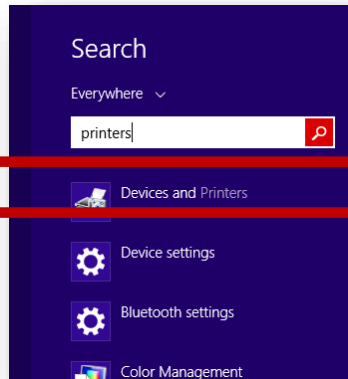 Search
Everywhere
printers
Devices and Printers
Device settings
Bluetooth settings
Color Management